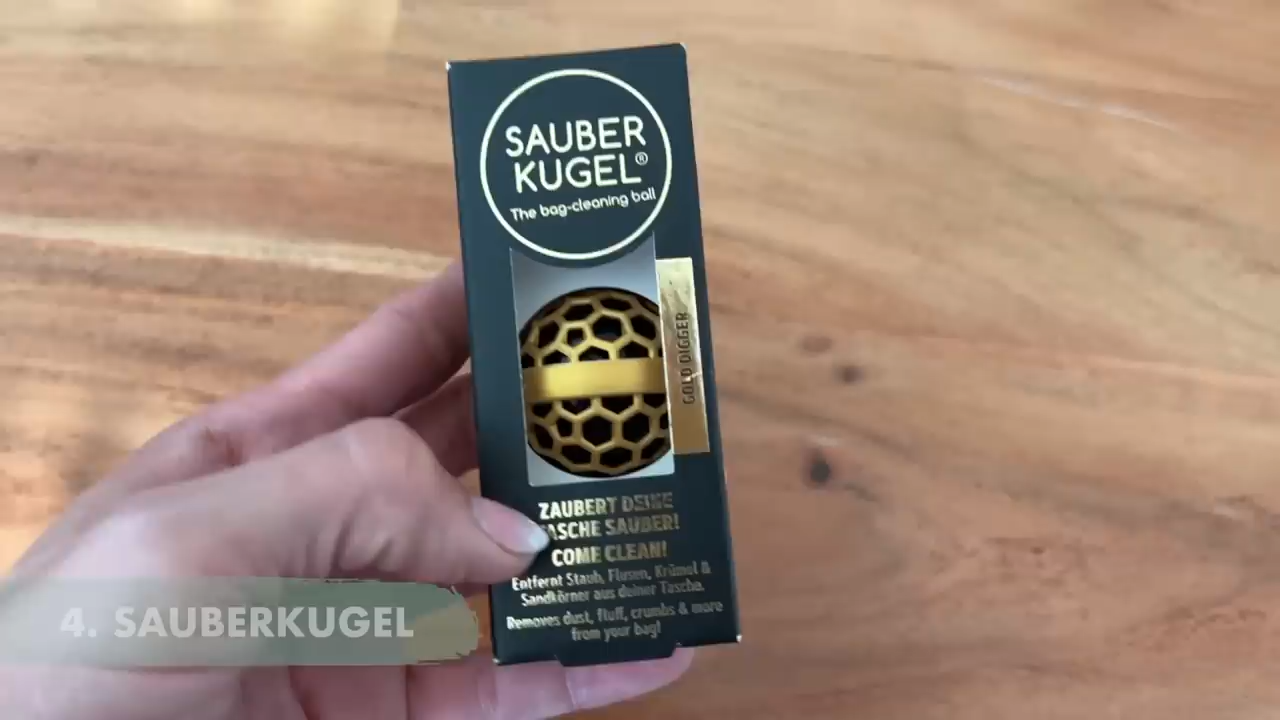 SAUBER
KUGEL®
The bag-cleaning ball
GOLD DIGGER
ZAUBERT DEINE
TASCHE SAUBER!
COME CLEAN!
Entfernt Staub, Flusen, Krümel &
Sandkörner aus deiner Tasche.
Removes dust, fluff, crumbs & more
from your bag!
4. SAUBERKUGEL